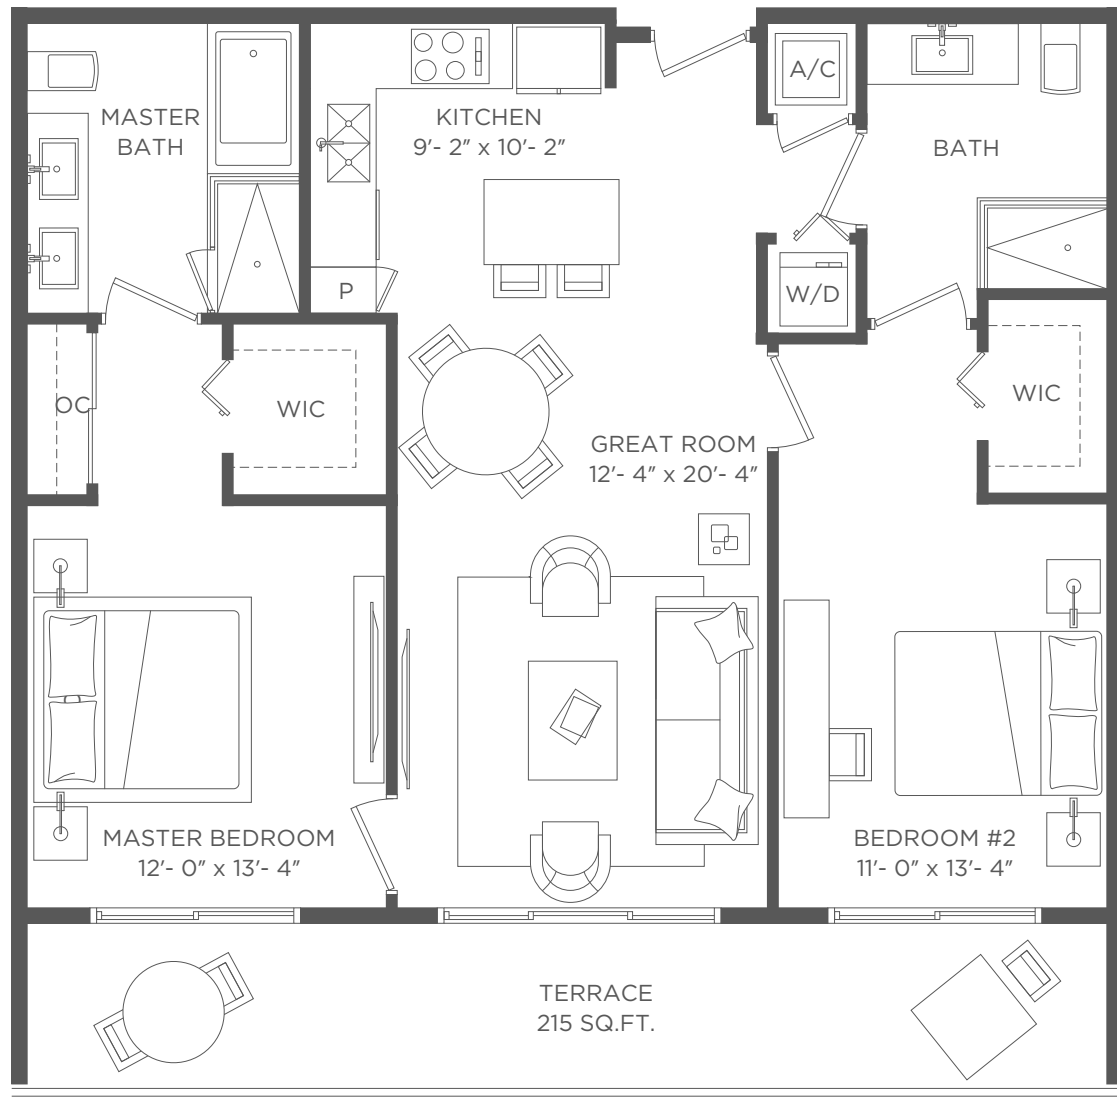 A/C
MASTER
BATH
KITCHEN
9'- 2" x 10'- 2"
BATH
P
W/D
OC
WIC
WIC
GREAT ROOM
12'- 4" x 20'- 4"
MASTER BEDROOM
12'- 0" x 13'- 4"
BEDROOM #2
11'- 0" x 13'- 4"
TERRACE
215 SQ.FT.